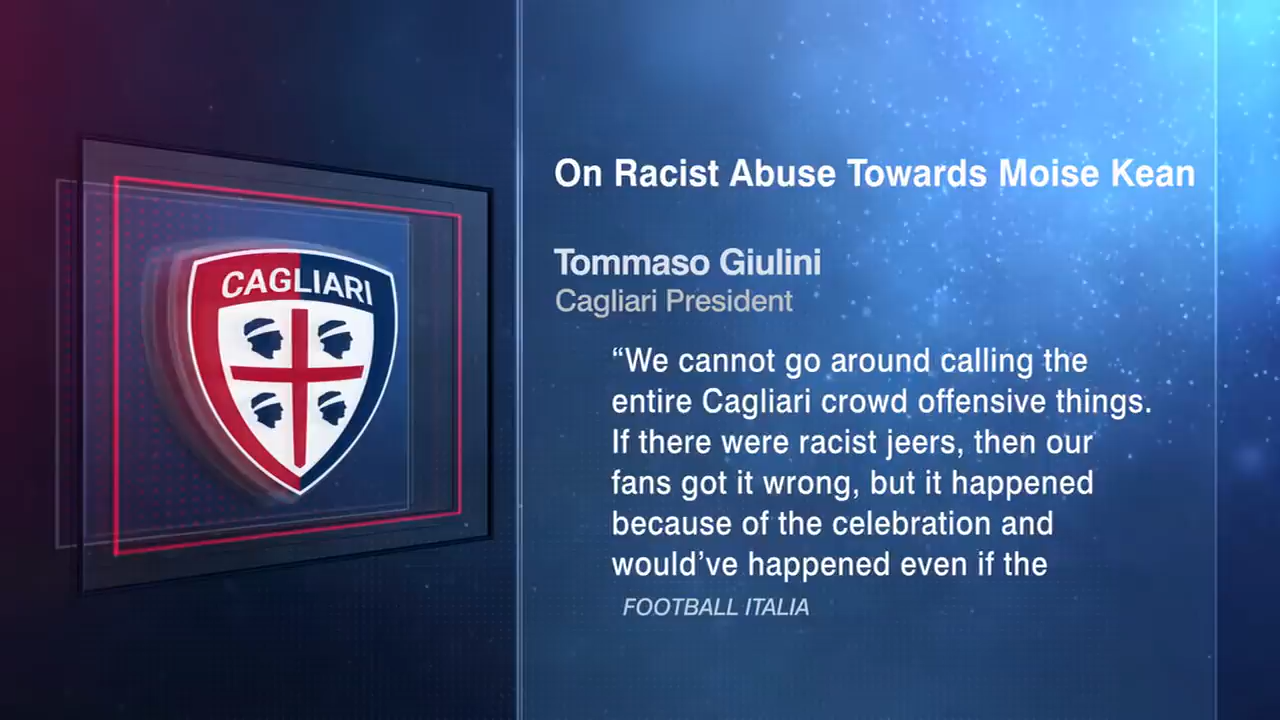 CAGLIARI
On Racist Abuse Towards Moise Kean
Tommaso Giulini
Cagliari President
“We cannot go around calling the
entire Cagliari crowd offensive things.
If there were racist jeers, then our
fans got it wrong, but it happened
because of the celebration and
would’ve happened even if the
FOOTBALL ITALIA